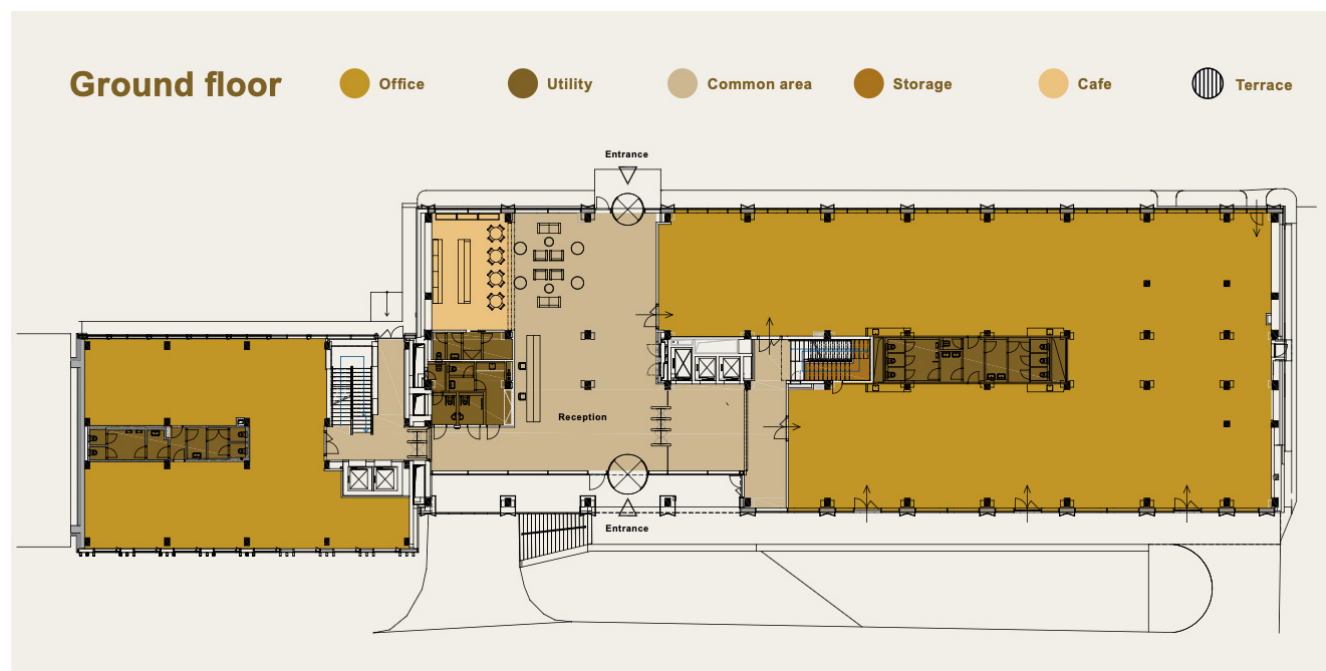 Ground floor
Office
Utility
Common area
Storage
Cafe
Terrace
Entrance
Reception
Entrance